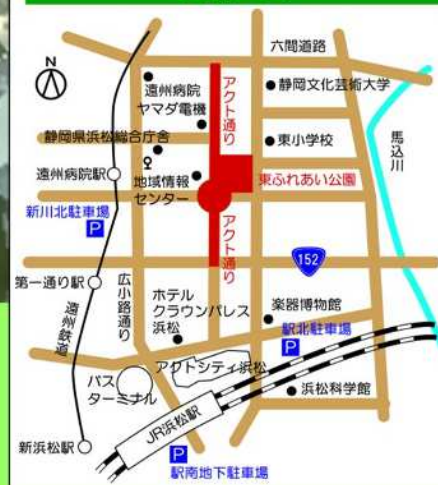 六間道路
N
遠州病院
ヤマダ電機
アクト通り
静岡文化芸術大学
静岡県浜松総合庁舎
東小学校
馬込川
遠州病院駅
地域情報
センター
東ふれあい公園
新川北駐車場
P
アクト通り
152
第一通り駅
広小路通り
遠州鉄道
ホテル
クラウンパレス
浜松
楽器博物館
駅北駐車場
P
アクトシティ浜松
バス
ターミナル
浜松科学館
JR浜松駅
新浜松駅
P
駅南地下駐車場